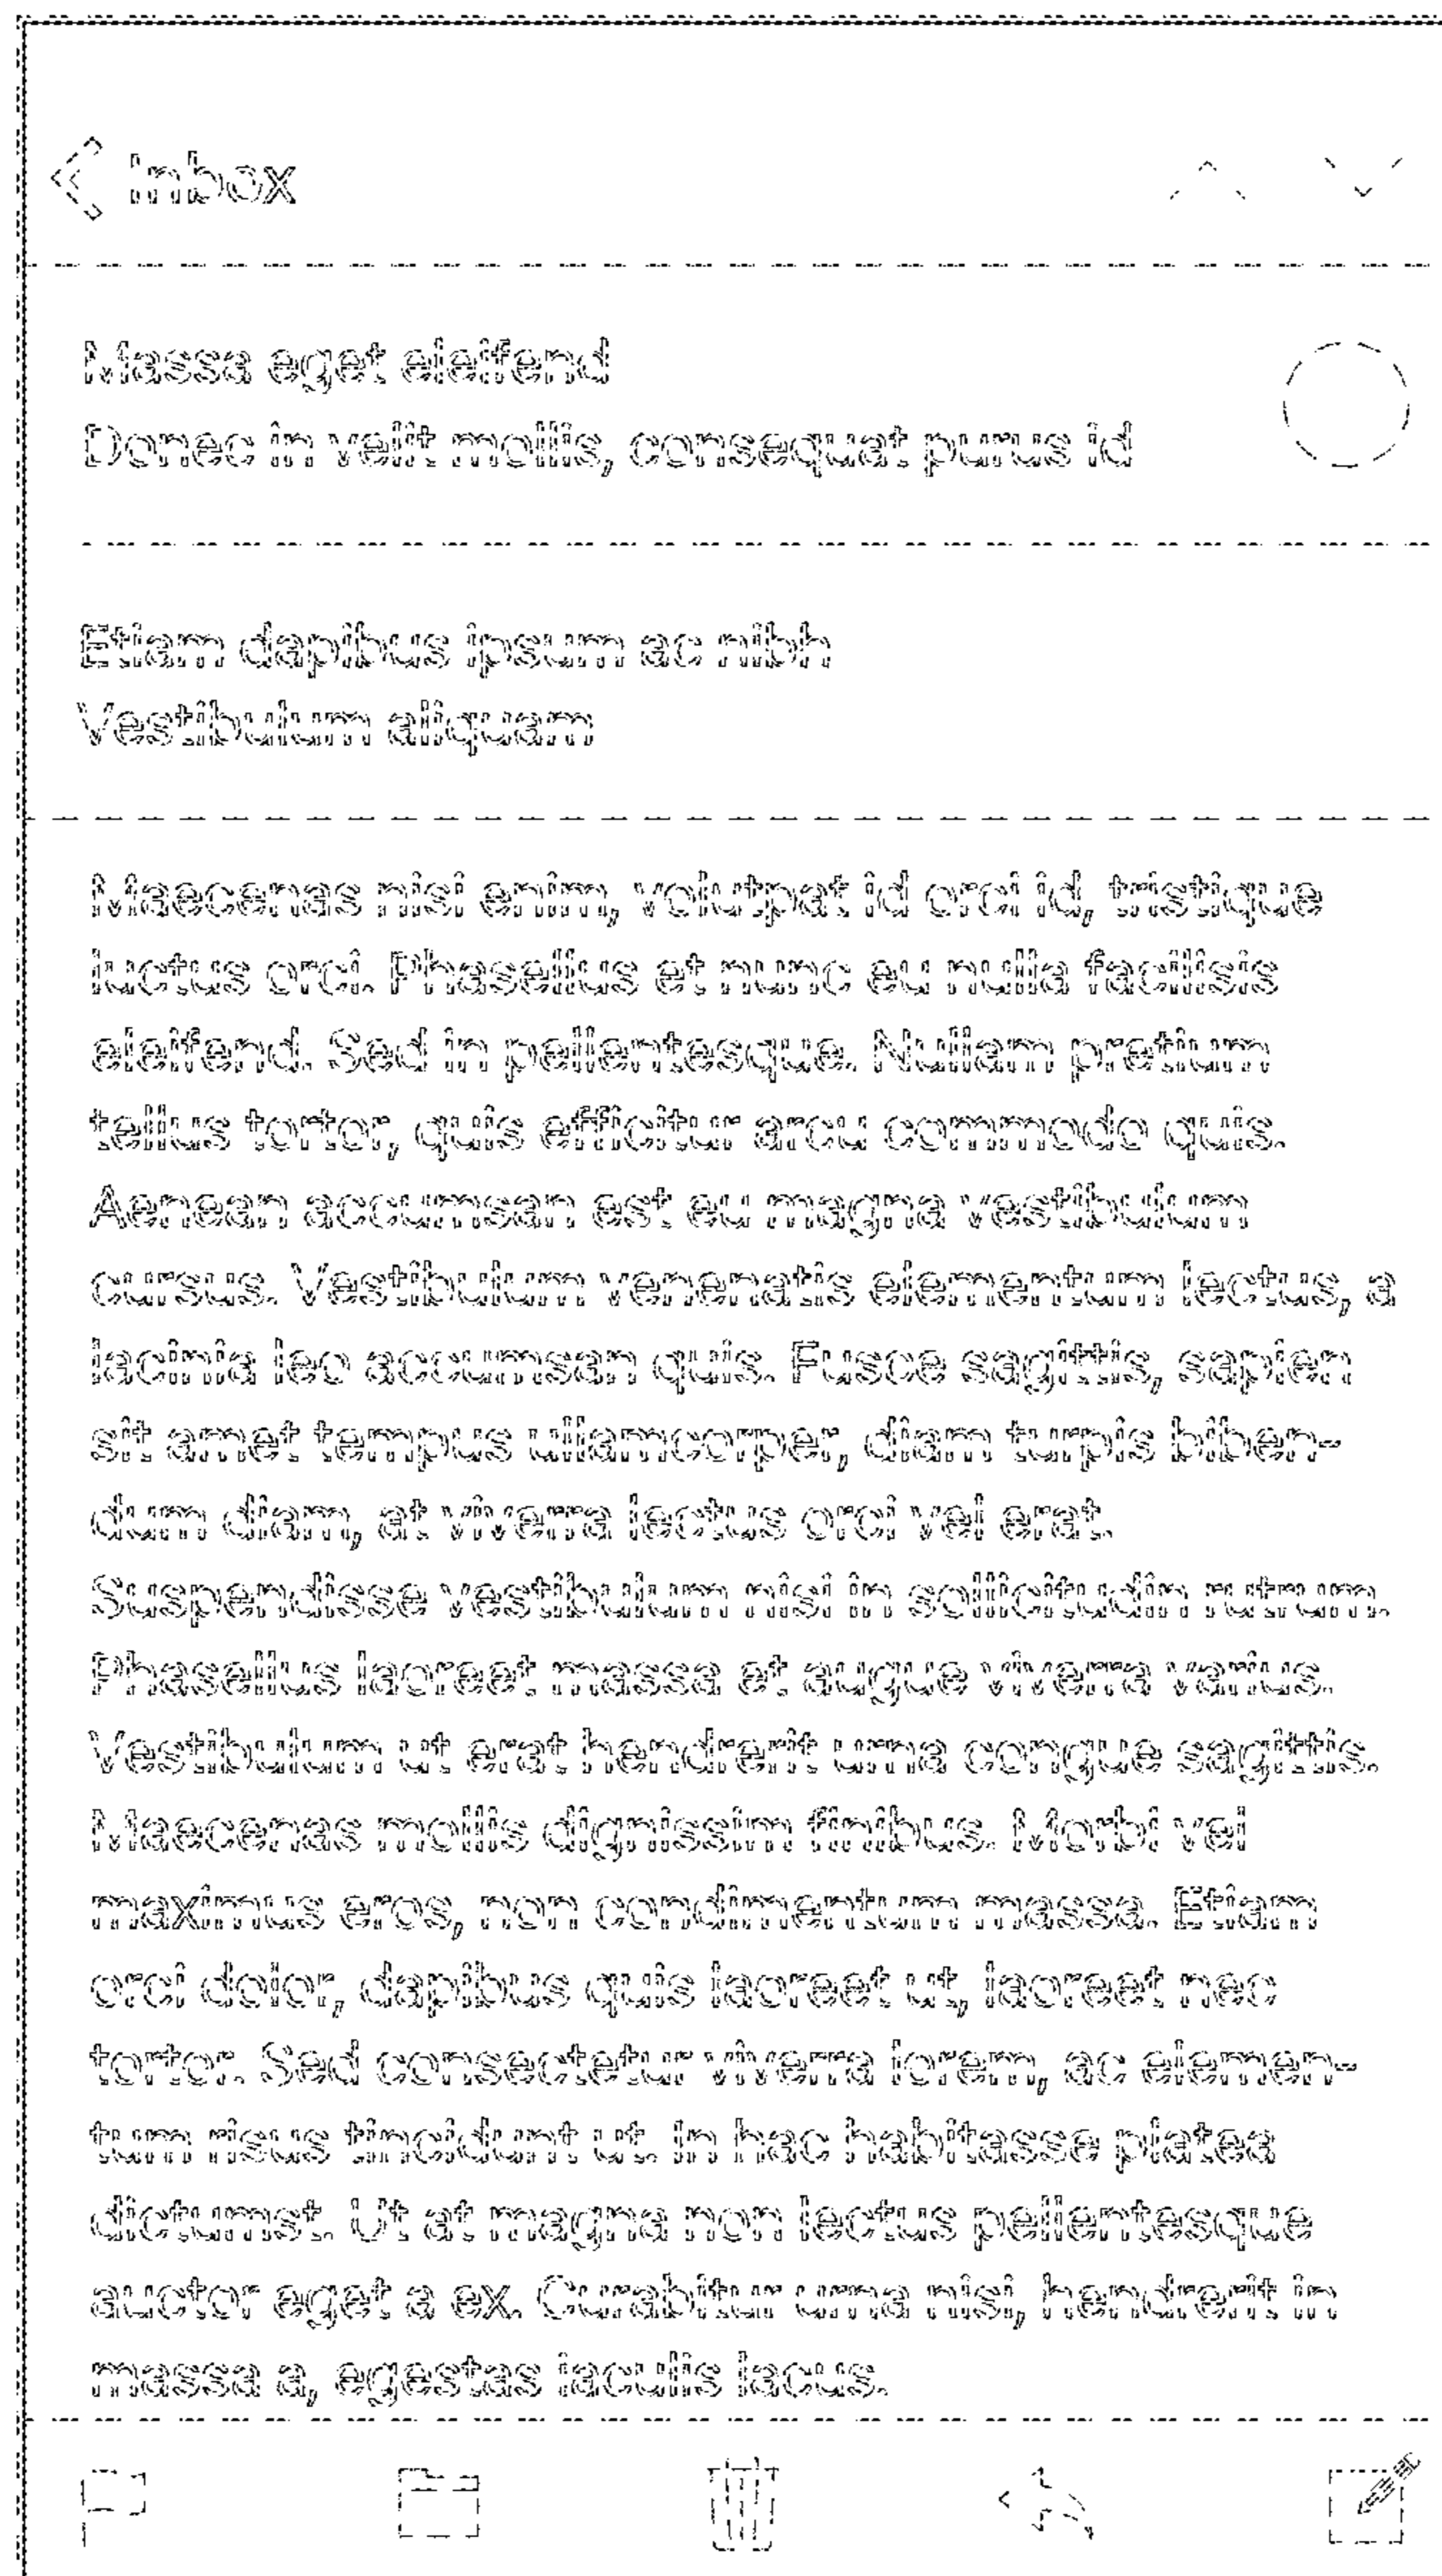 Inbox
Massa eget eleifend
Donec in velit mollis, consequat purus id
Etiam dapibus ipsum ac nibh
Vestibulum aliquam
Maecenas nisi enim, volutpat id orci id, tristique
luctus orci. Phasellus et nunc eu nulla facilisis
eleifend. Sed in pellentesque. Nullam pretium
tellus tortor, quis efficitur arcu commodo quis.
Aenean accumsan est eu magna vestibulum
cursus. Vestibulum venenatis elementum lectus, a
lacinia leo accumsan quis. Fusce sagittis, sapien
sit amet tempus ullamcorper, diam turpis biben-
dum diam, at viverra lectus orci vel erat.
Suspendisse vestibulum nisi in sollicitudin rutrum.
Phasellus laoreet massa et augue viverra varius.
Vestibulum ut erat hendrerit urna congue sagittis.
Maecenas mollis dignissim finibus. Morbi vel
maximus eros, non condimentum massa. Etiam
orci dolor, dapibus quis laoreet ut, laoreet nec
tortor. Sed consectetur viverra lorem, ac elemen-
tum risus tincidunt ut. In hac habitasse platea
dictumst. Ut at magna non lectus pellentesque
auctor eget a ex. Curabitur urna nisi, hendrerit in
massa a, egestas iaculis lacus.